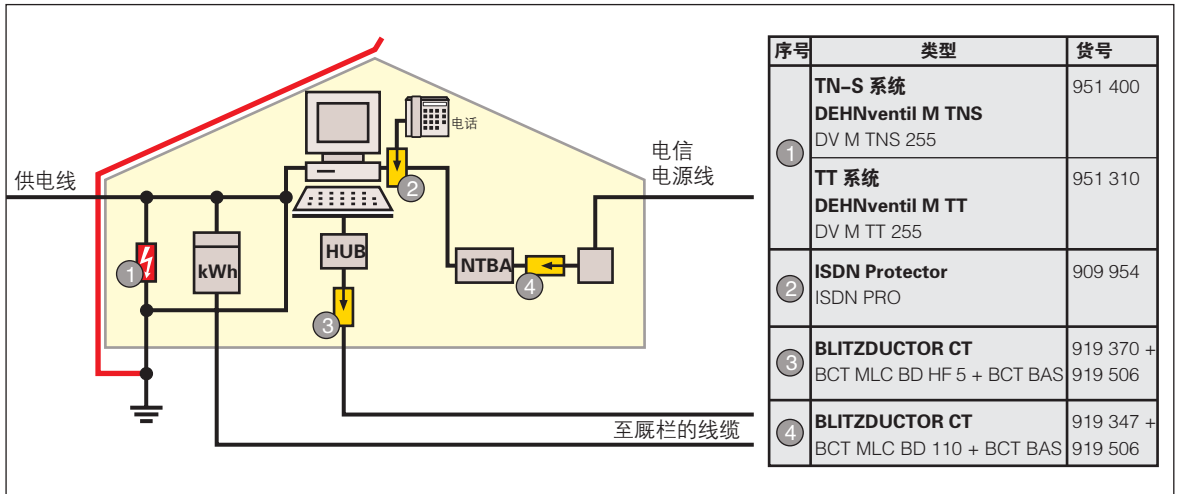 供电线
电话
2
电信
电源线
1
kWh
HUB
3
NTBA
4
至厩栏的线缆
序号 类型 货号
1 TN-S 系统 951 400
DEHNventil M TNS
DV M TNS 255
TT 系统 951 310
DEHNventil M TT
DV M TT 255
2 ISDN Protector 909 954
ISDN PRO
3 BLITZDUCTOR CT 919 370 +
BCT MLC BD HF 5 + BCT BAS 919 506
4 BLITZDUCTOR CT 919 347 +
BCT MLC BD 110 + BCT BAS 919 506